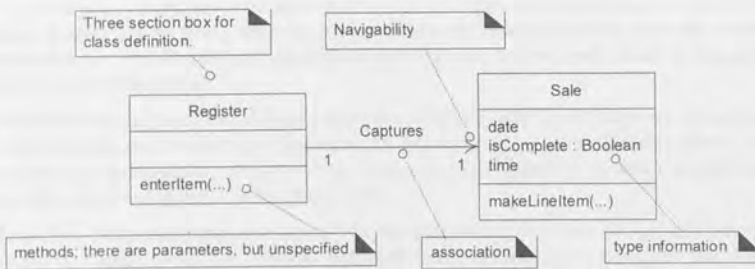 Three section box for
class definition.
Navigability
Register
Sale
Captures
1
1
date
isComplete : Boolean
time
enterItem(...)
makeLineItem(...)
methods; there are parameters, but unspecified
association
type information